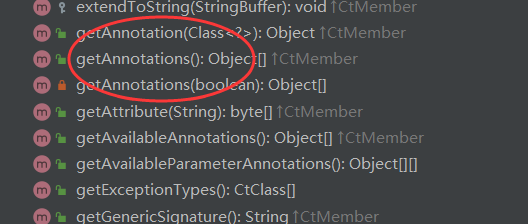 extendToString(StringBuffer): void ↑CtMember
getAnnotation(Class<?>): Object ↑CtMember
getAnnotations(): Object[] ↑CtMember
getAnnotations(boolean): Object[]
getAttribute(String): byte[] ↑CtMember
getAvailableAnnotations(): Object[] ↑CtMember
getAvailableParameterAnnotations(): Object[][]
getExceptionTypes(): CtClass[]
getGenericSignature(): String ↑CtMember